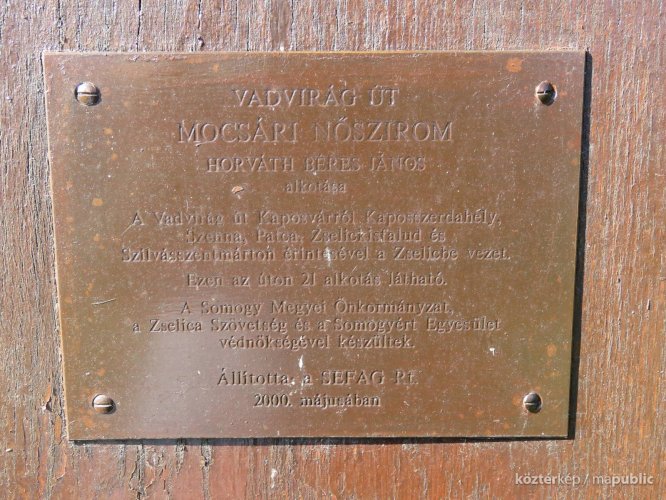 VADVIRÁG ÚT
MOCSÁRI NŐSZIROM
HORVÁTH BÉRES JÁNOS
alkotása
A Vadvirág út Kaposvárról Kaposszerdahély,
Szenna, Patca, Zselickisfalud és
Szilvásszentmárton érintésével a Zselicbe vezet.
Ezen az úton 21 alkotás látható.
A Somogy Megyei Önkormányzat,
a Zselica Szövetség és a Somogyért Egyesület
védnökségével készültek.
Állította a SEFAG Rt.
2000. májusában
köztérkép / mapublic